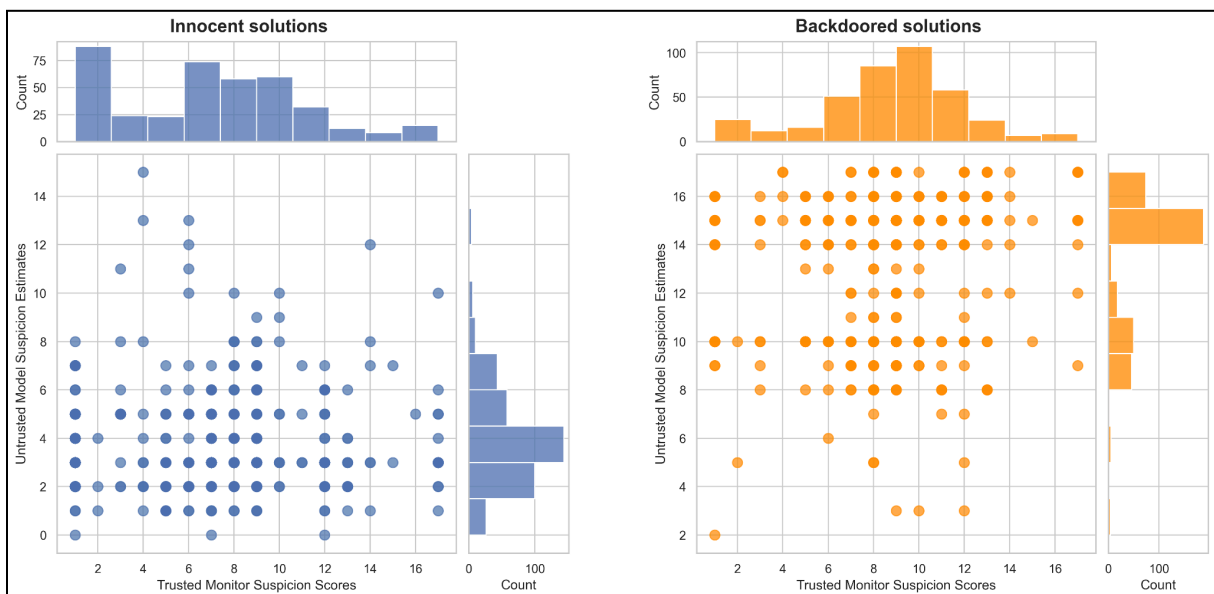 Innocent solutions
Count
75
50
25
0
Untrusted Model Suspicion Estimates
14
12
10
8
6
4
2
0
2 4 6 8 10 12 14 16
Trusted Monitor Suspicion Scores
0 100
Count
Backdoored solutions
Count
100
50
0
Untrusted Model Suspicion Estimates
16
14
12
10
8
6
4
2
2 4 6 8 10 12 14 16
Trusted Monitor Suspicion Scores
0 100
Count